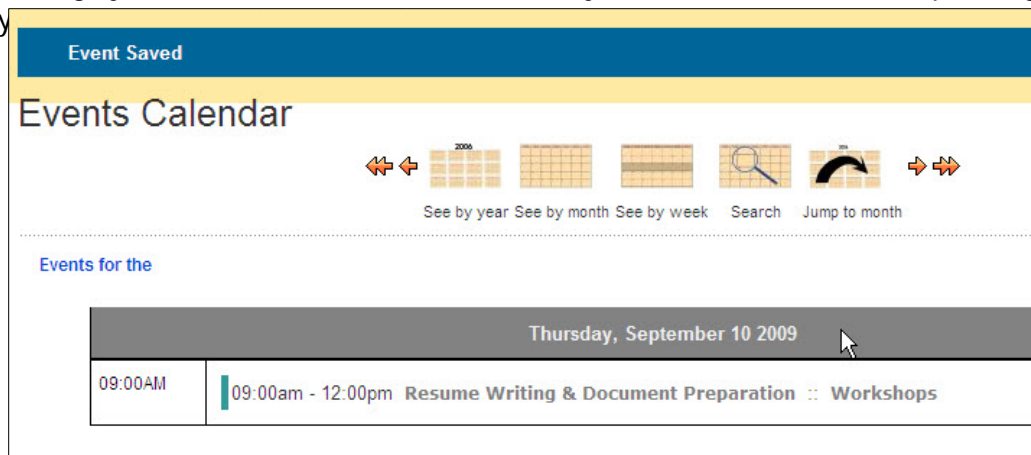 y
Event Saved
Events Calendar
2006
See by year See by month See by week Search Jump to month
Events for the
Thursday, September 10 2009
09:00AM
09:00am - 12:00pm Resume Writing & Document Preparation :: Workshops